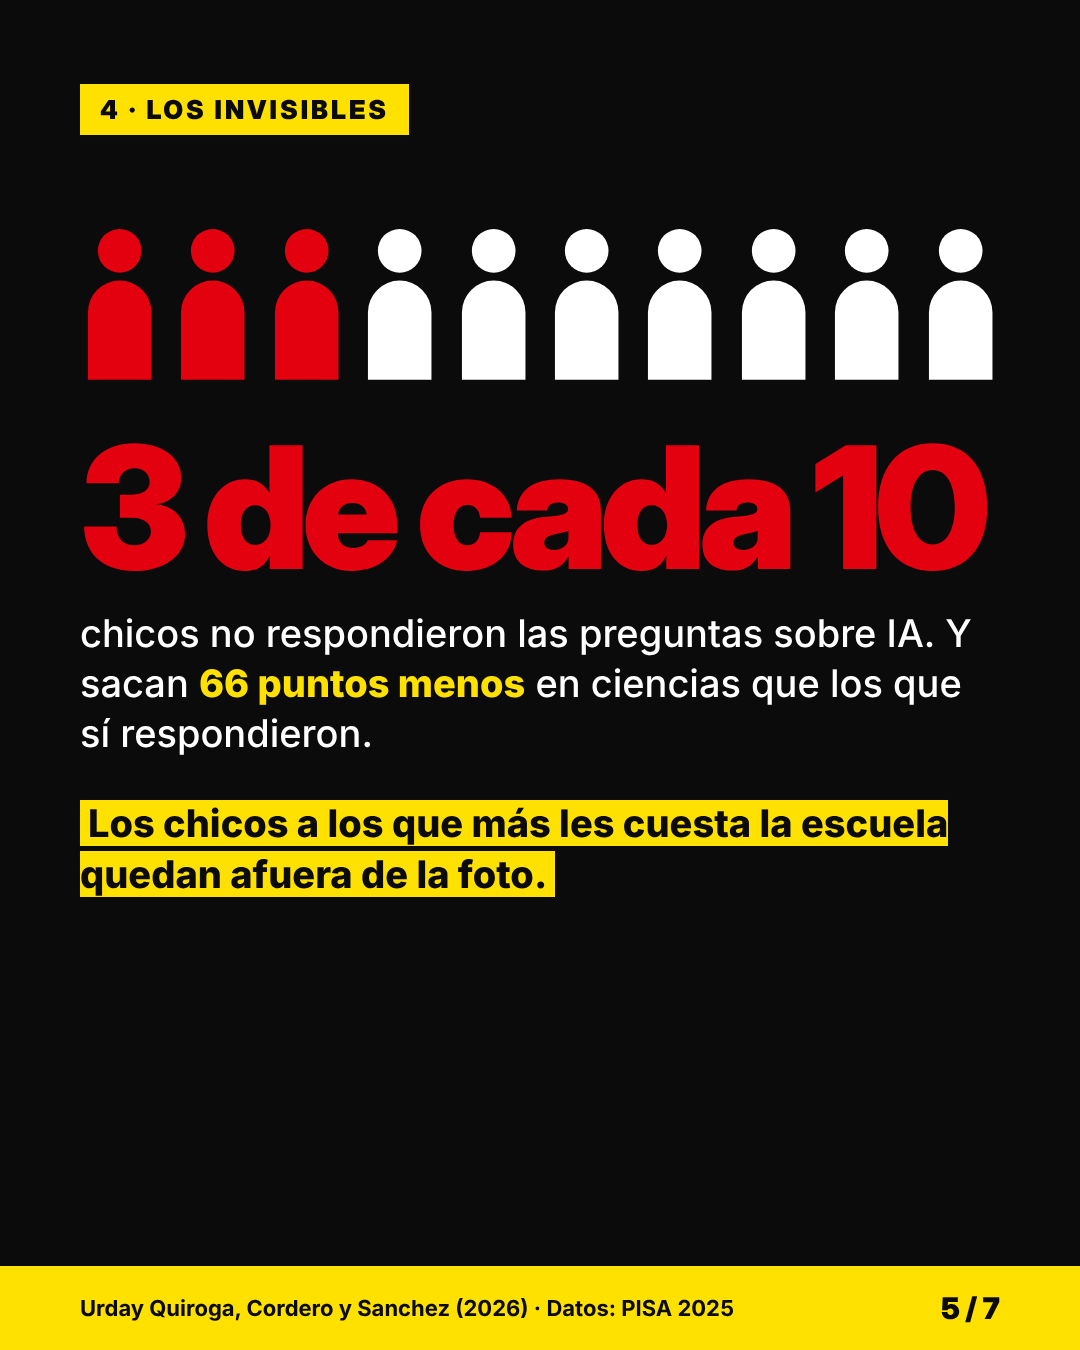 4 · LOS INVISIBLES
3 de cada 10
chicos no respondieron las preguntas sobre IA. Y
sacan 66 puntos menos en ciencias que los que
sí respondieron.
Los chicos a los que más les cuesta la escuela
quedan afuera de la foto.
Urday Quiroga, Cordero y Sanchez (2026) · Datos: PISA 2025
5 / 7